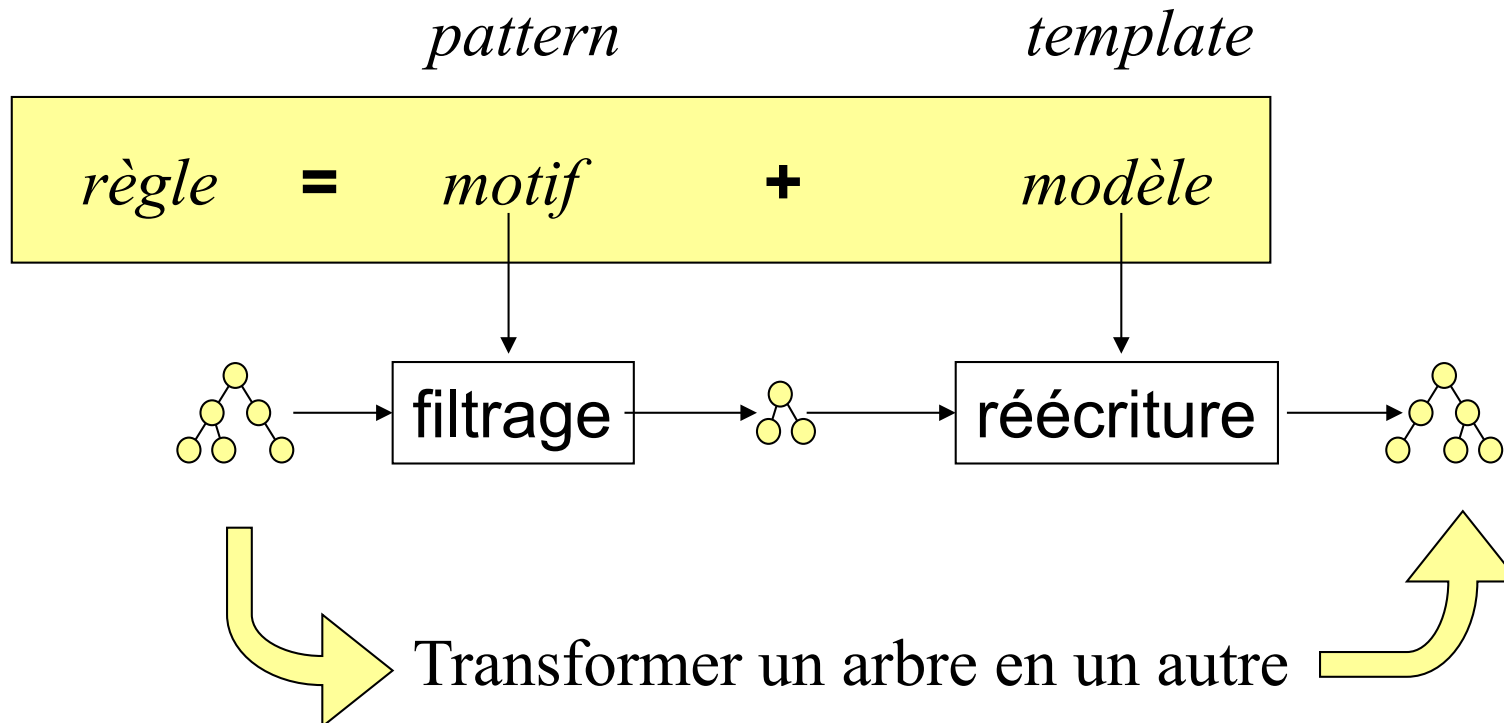 pattern template
règle = motif + modèle
filtrage réécriture
Transformer un arbre en un autre